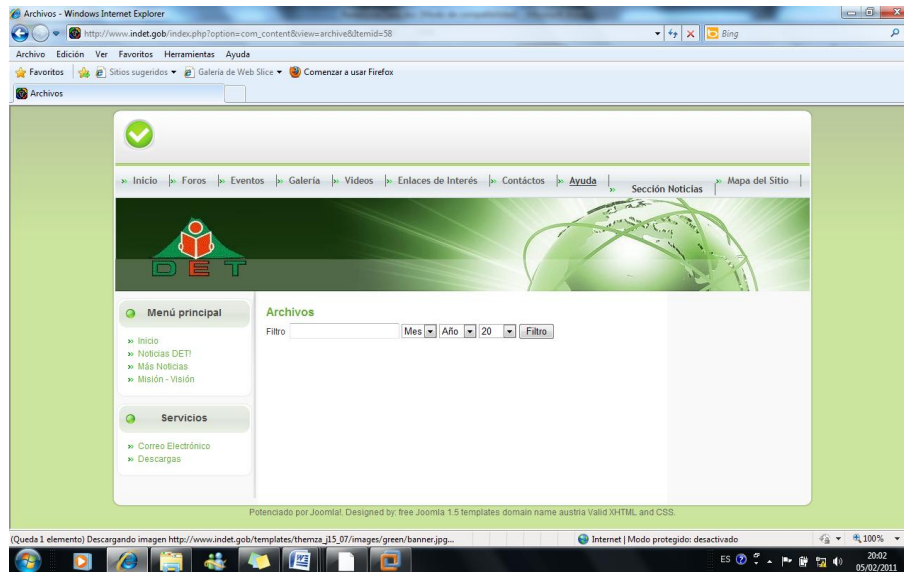 Archivos - Windows Internet Explorer
http://www.indet.gob/index.php?option=com_content&view=archive&Itemid=58
Bing
Archivo Edición Ver Favoritos Herramientas Ayuda
Favoritos Sitios sugeridos Galería de Web Slice Comenzar a usar Firefox
Archivos
Inicio Foros Eventos Galería Videos Enlaces de Interés Contáctos Ayuda Sección Noticias Mapa del Sitio
DET
Menú principal
Inicio
Noticias DET!
Más Noticias
Misión - Visión
Servicios
Correo Electrónico
Descargas
Archivos
Filtro Mes Año 20 Filtro
Potenciado por Joomla!. Designed by: free Joomla 1.5 templates domain name austria Valid XHTML and CSS.
(Queda 1 elemento) Descargando imagen http://www.indet.gob/templates/themza_j15_07/images/green/banner.jpg... Internet | Modo protegido: desactivado 100%
ES 20:02
05/02/2011